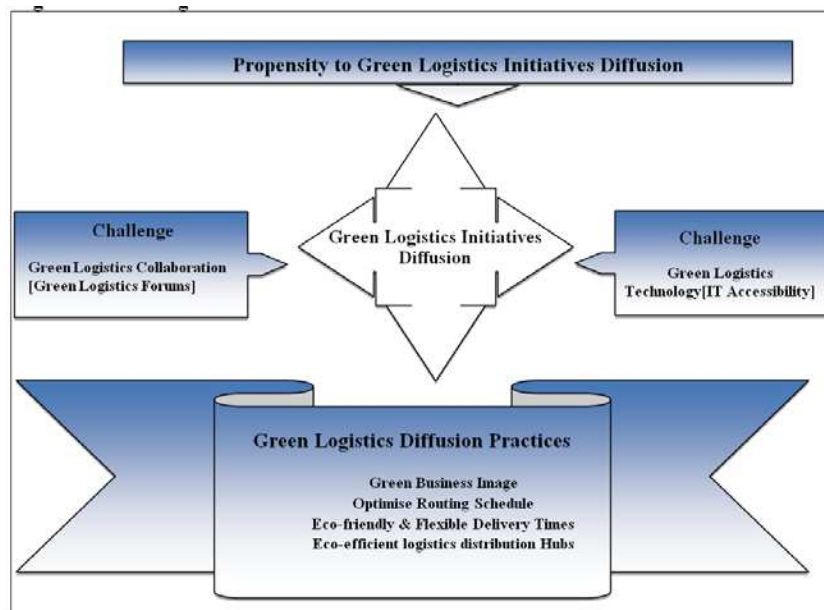 Propensity to Green Logistics Initiatives Diffusion
Green Logistics Initiatives
Diffusion
Challenge
Green Logistics Collaboration
[Green Logistics Forums]
Challenge
Green Logistics
Technology[IT Accessibility]
Green Logistics Diffusion Practices
Green Business Image
Optimise Routing Schedule
Eco-friendly & Flexible Delivery Times
Eco-efficient logistics distribution Hubs